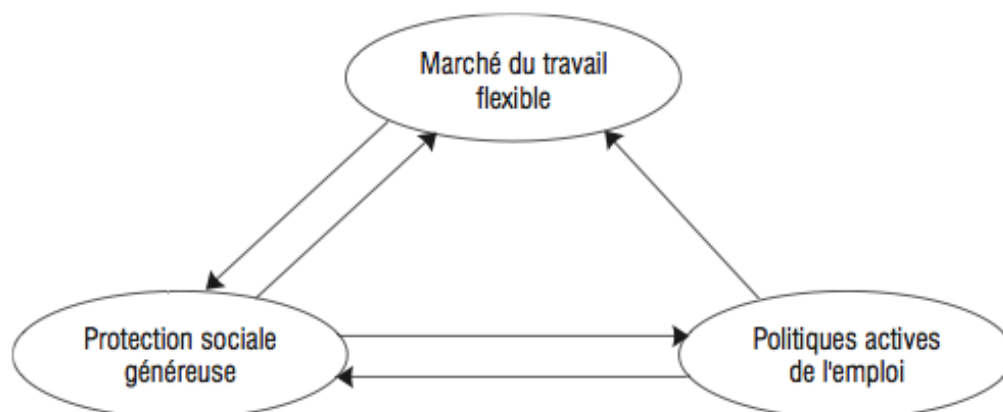 Marché du travail
flexible
Protection sociale
généreuse
Politiques actives
de l'emploi